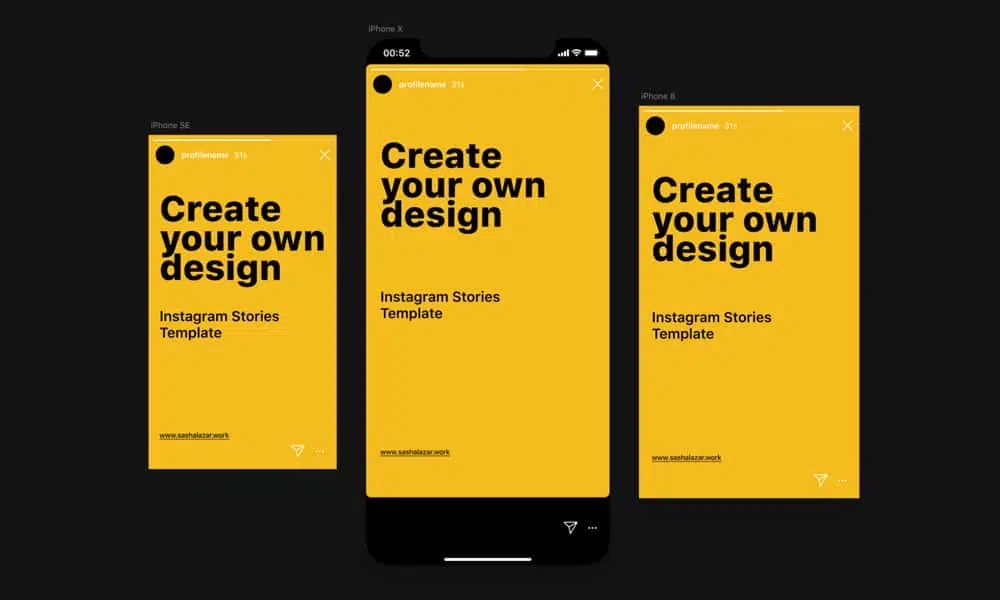 iPhone SE
profilename 31s
Create
your own
design
Instagram Stories
Template
www.sashalazar.work
iPhone X
00:52
profilename 31s
Create
your own
design
Instagram Stories
Template
www.sashalazar.work
iPhone 8
profilename 31s
Create
your own
design
Instagram Stories
Template
www.sashalazar.work